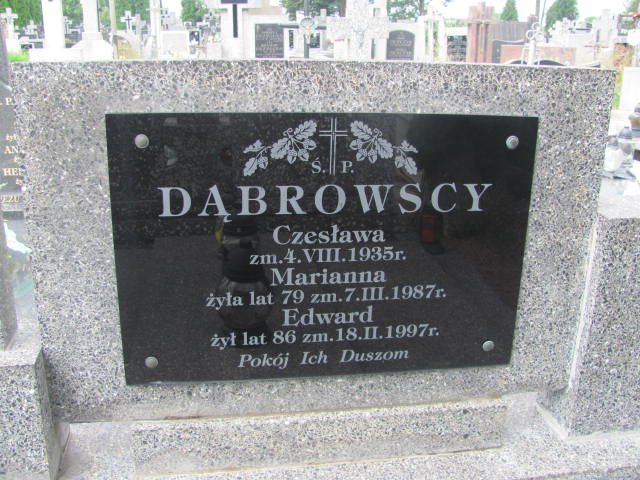 Ś. P.
DĄBROWSCY
Czesława
zm.4.VIII.1935r.
Marianna
żyła lat 79 zm.7.III.1987r.
Edward
żył lat 86 zm.18.II.1997r.
Pokój Ich Duszom